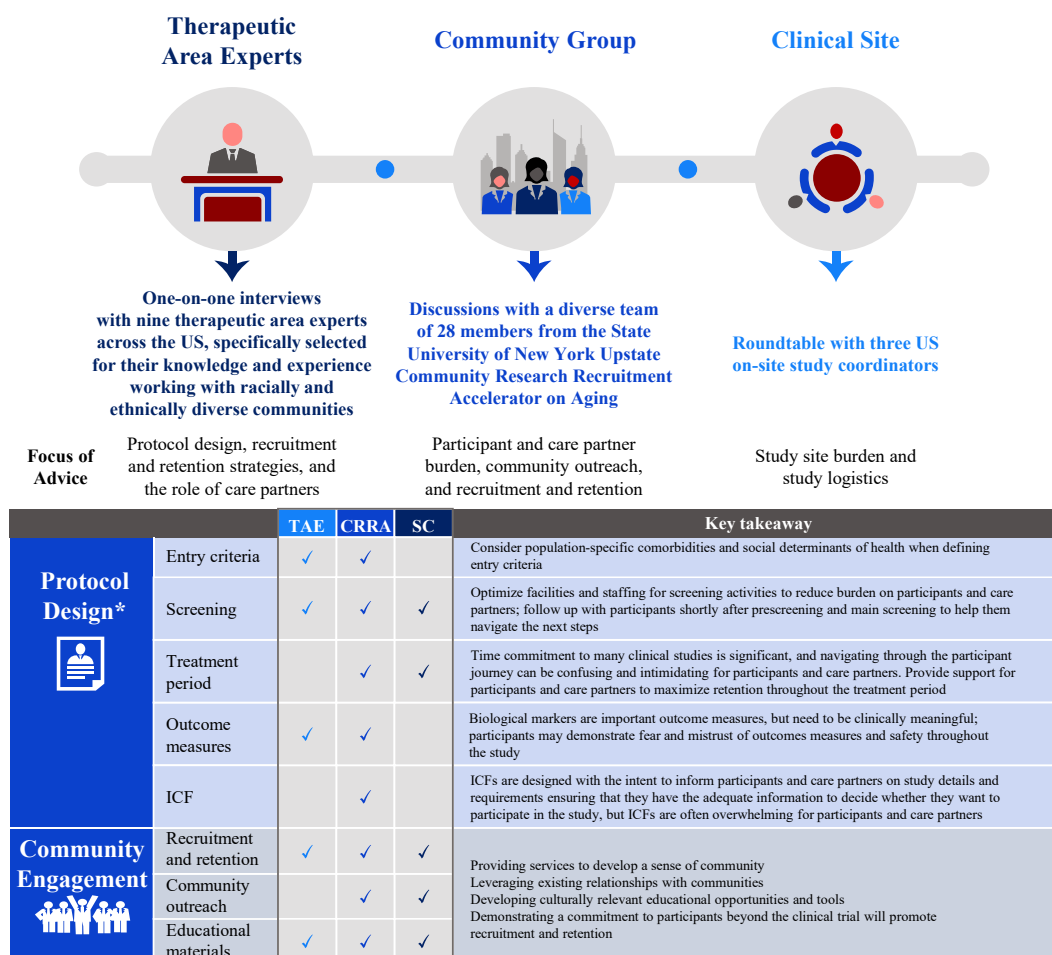 Therapeutic
Area Experts
Community Group
Clinical Site
One-on-one interviews
with nine therapeutic area experts
across the US, specifically selected
for their knowledge and experience
working with racially and
ethnically diverse communities
Discussions with a diverse team
of 28 members from the State
University of New York Upstate
Community Research Recruitment
Accelerator on Aging
Roundtable with three US
on-site study coordinators
Focus of
Advice
Protocol design, recruitment
and retention strategies, and
the role of care partners
Participant and care partner
burden, community outreach,
and recruitment and retention
Study site burden and
study logistics
TAE CRRA SC Key takeaway
Protocol
Design*
Entry criteria ✓ ✓
Consider population-specific comorbidities and social determinants of health when defining
entry criteria
Screening ✓ ✓ ✓
Optimize facilities and staffing for screening activities to reduce burden on participants and care
partners; follow up with participants shortly after prescreening and main screening to help them
navigate the next steps
Treatment
period ✓ ✓
Time commitment to many clinical studies is significant, and navigating through the participant
journey can be confusing and intimidating for participants and care partners. Provide support for
participants and care partners to maximize retention throughout the treatment period
Outcome
measures ✓ ✓
Biological markers are important outcome measures, but need to be clinically meaningful;
participants may demonstrate fear and mistrust of outcomes measures and safety throughout
the study
ICF ✓
ICFs are designed with the intent to inform participants and care partners on study details and
requirements ensuring that they have the adequate information to decide whether they want to
participate in the study, but ICFs are often overwhelming for participants and care partners
Community
Engagement
Recruitment
and retention ✓ ✓ ✓
Community
outreach ✓ ✓
Educational
materials ✓ ✓ ✓
Providing services to develop a sense of community
Leveraging existing relationships with communities
Developing culturally relevant educational opportunities and tools
Demonstrating a commitment to participants beyond the clinical trial will promote
recruitment and retention